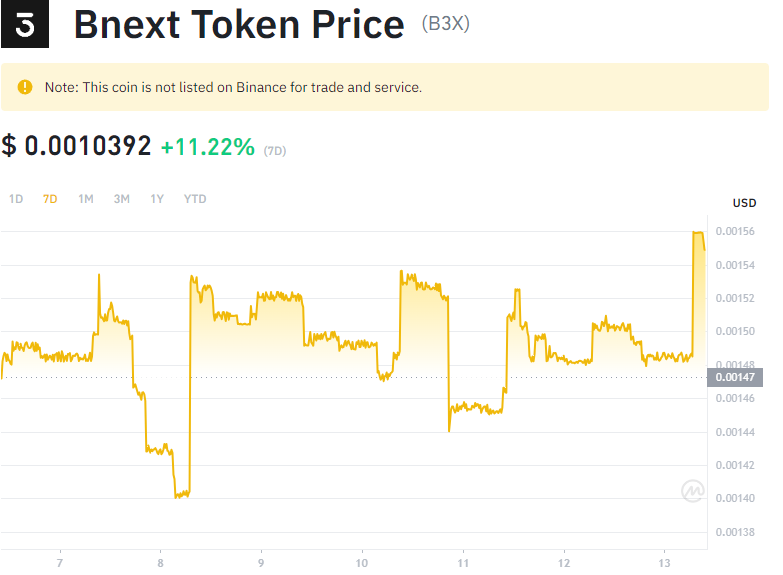 Bnext Token Price (B3X)
Note: This coin is not listed on Binance for trade and service.
$ 0.0010392 +11.22% (7D)
1D 7D 1M 3M 1Y YTD
USD
0.00156
0.00154
0.00152
0.00150
0.00148
0.00147
0.00146
0.00144
0.00142
0.00140
0.00138
7 8 9 10 11 12 13